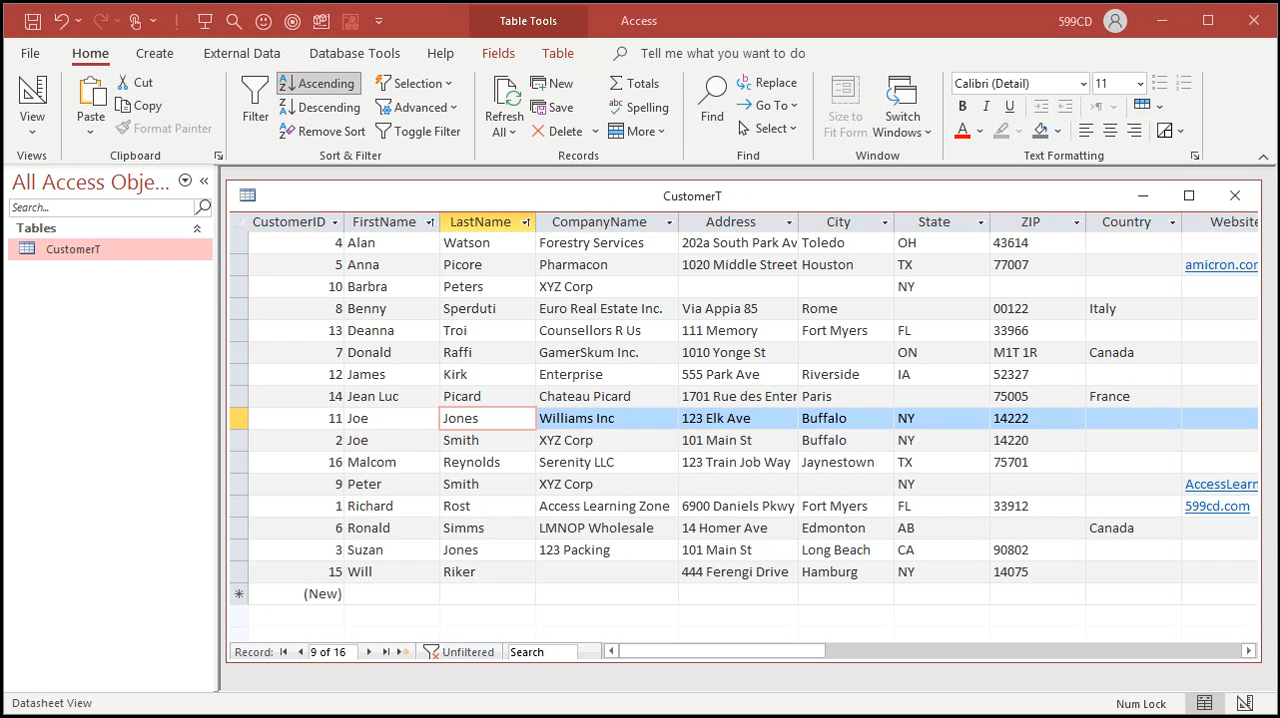 Table Tools Access 599CD
File Home Create External Data Database Tools Help Fields Table Tell me what you want to do
View
Views
Paste
Cut
Copy
Format Painter
Clipboard
Filter
Ascending
Descending
Remove Sort
Selection
Advanced
Toggle Filter
Sort & Filter
Refresh
All
New
Save
Delete
Totals
Spelling
More
Records
Find
Replace
Go To
Select
Find
Size to
Fit Form
Switch
Windows
Window
Calibri (Detail) 11
B I U
A
Text Formatting
All Access Obje...
Search...
Tables
CustomerT
CustomerT
CustomerID FirstName LastName CompanyName Address City State ZIP Country Website
4 Alan Watson Forestry Services 202a South Park Av Toledo OH 43614
5 Anna Picore Pharmacon 1020 Middle Street Houston TX 77007 amicron.com
10 Barbra Peters XYZ Corp NY
8 Benny Sperduti Euro Real Estate Inc. Via Appia 85 Rome 00122 Italy
13 Deanna Troi Counsellors R Us 111 Memory Fort Myers FL 33966
7 Donald Raffi GamerSkum Inc. 1010 Yonge St ON M1T 1R Canada
12 James Kirk Enterprise 555 Park Ave Riverside IA 52327
14 Jean Luc Picard Chateau Picard 1701 Rue des Enter Paris 75005 France
11 Joe Jones Williams Inc 123 Elk Ave Buffalo NY 14222
2 Joe Smith XYZ Corp 101 Main St Buffalo NY 14220
16 Malcom Reynolds Serenity LLC 123 Train Job Way Jaynestown TX 75701
9 Peter Smith XYZ Corp NY AccessLearn
1 Richard Rost Access Learning Zone 6900 Daniels Pkwy Fort Myers FL 33912 599cd.com
6 Ronald Simms LMNOP Wholesale 14 Homer Ave Edmonton AB Canada
3 Suzan Jones 123 Packing 101 Main St Long Beach CA 90802
15 Will Riker 444 Ferengi Drive Hamburg NY 14075
(New)
Record: 9 of 16 Unfiltered Search
Datasheet View Num Lock